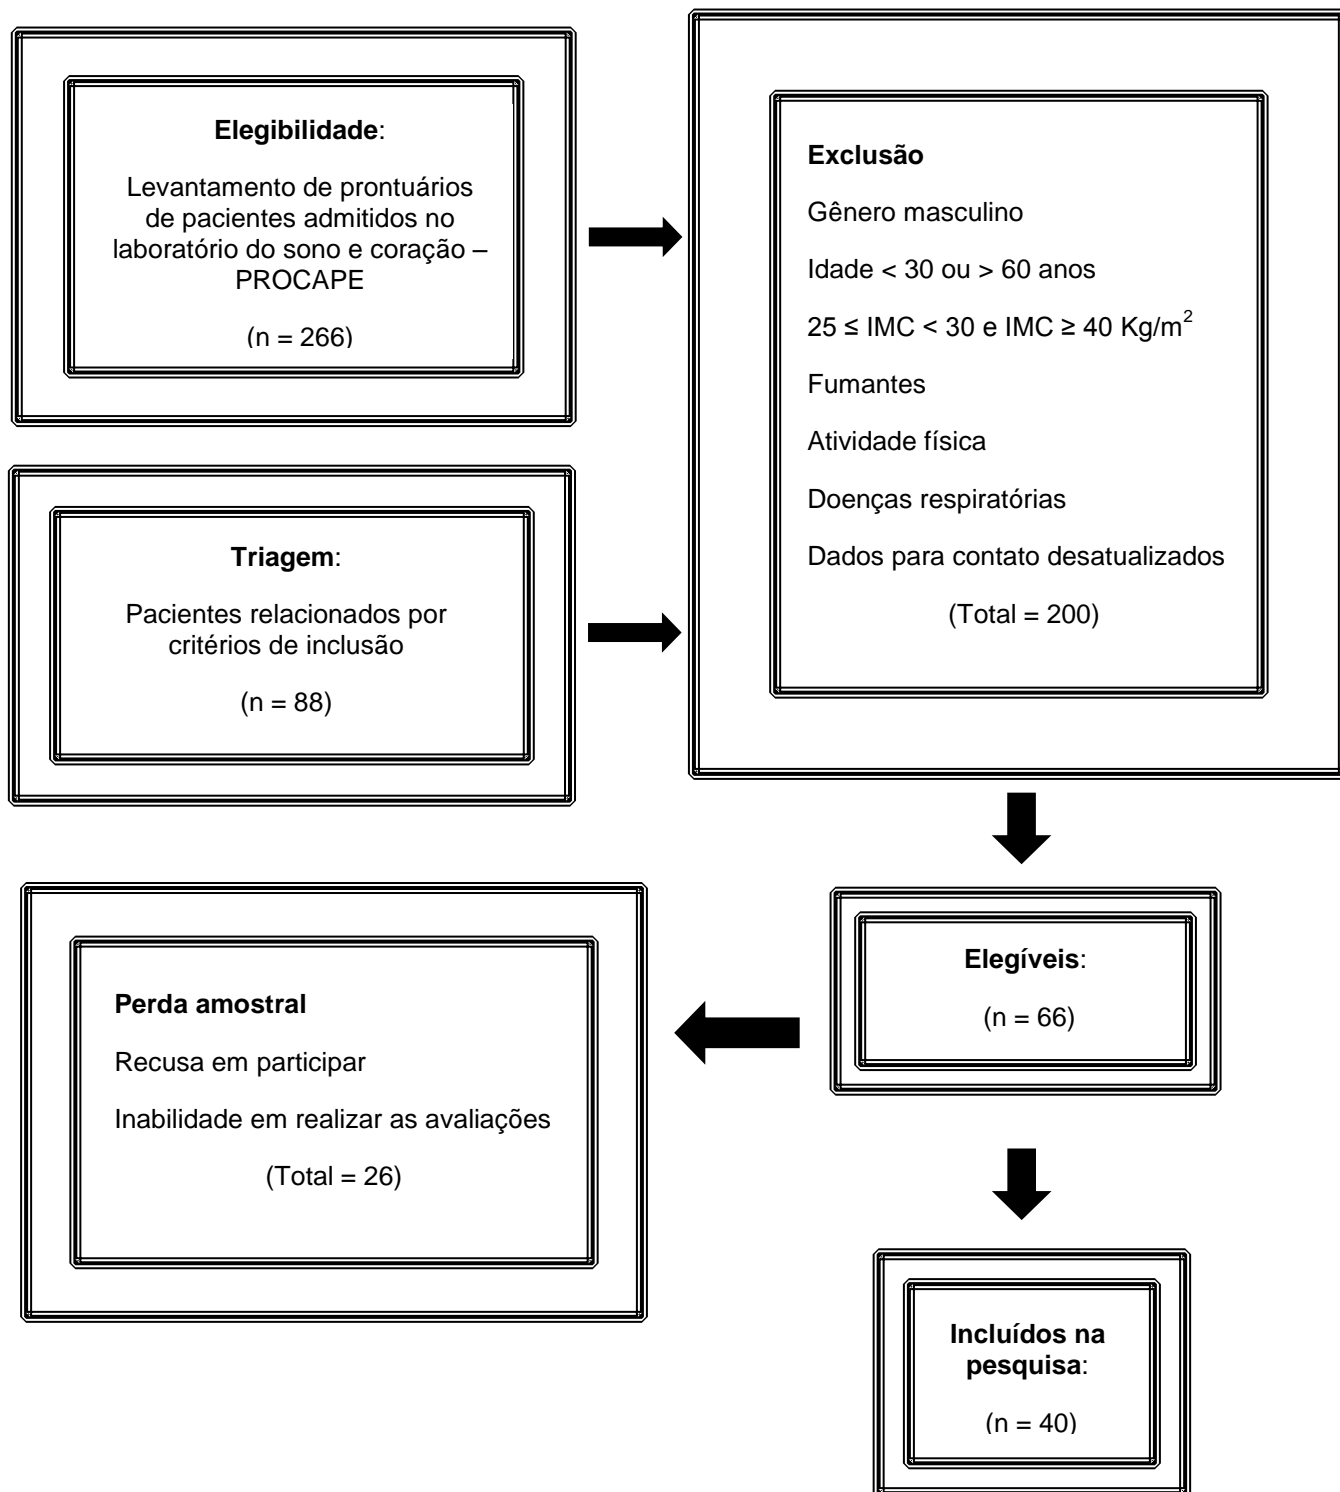 Elegibilidade:
Levantamento de prontuários
de pacientes admitidos no
laboratório do sono e coração –
PROCAPE
(n = 266)
Triagem:
Pacientes relacionados por
critérios de inclusão
(n = 88)
Exclusão
Gênero masculino
Idade < 30 ou > 60 anos
25 ≤ IMC < 30 e IMC ≥ 40 Kg/m²
Fumantes
Atividade física
Doenças respiratórias
Dados para contato desatualizados
(Total = 200)
Elegíveis:
(n = 66)
Perda amostral
Recusa em participar
Inabilidade em realizar as avaliações
(Total = 26)
Incluídos na
pesquisa:
(n = 40)